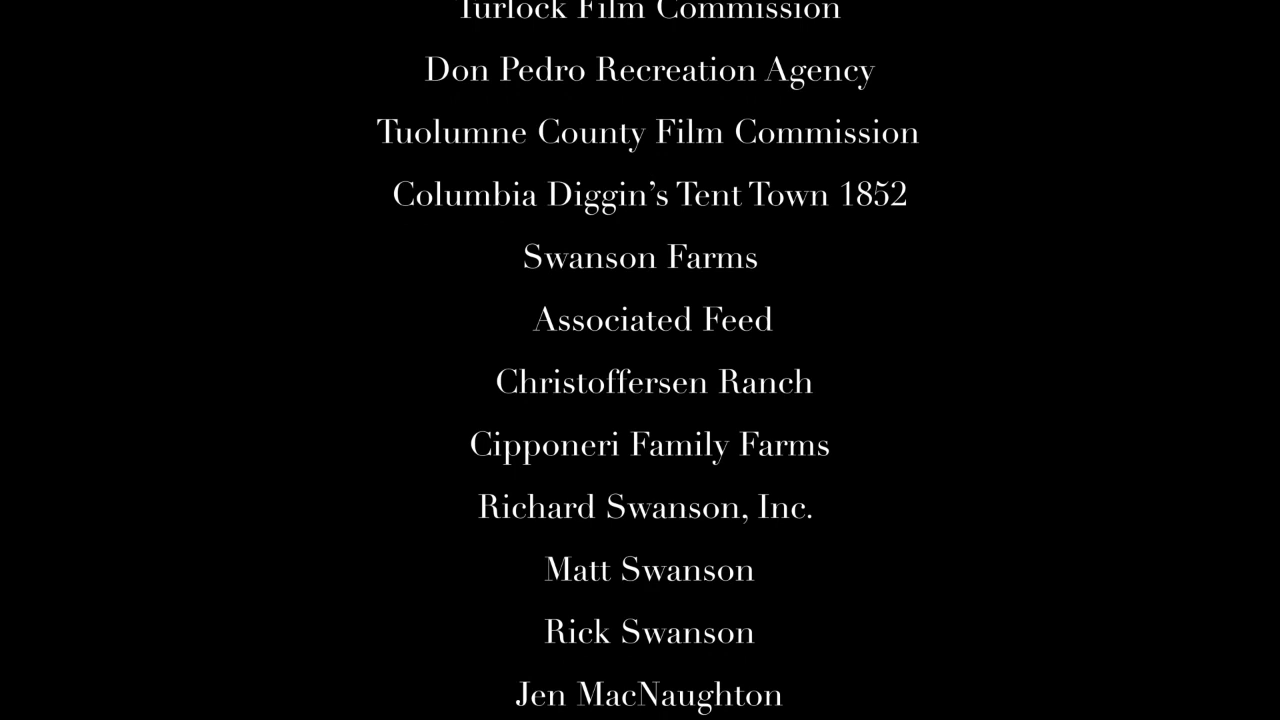 Turlock Film Commission
Don Pedro Recreation Agency
Tuolumne County Film Commission
Columbia Diggin’s Tent Town 1852
Swanson Farms
Associated Feed
Christoffersen Ranch
Cipponeri Family Farms
Richard Swanson, Inc.
Matt Swanson
Rick Swanson
Jen MacNaughton